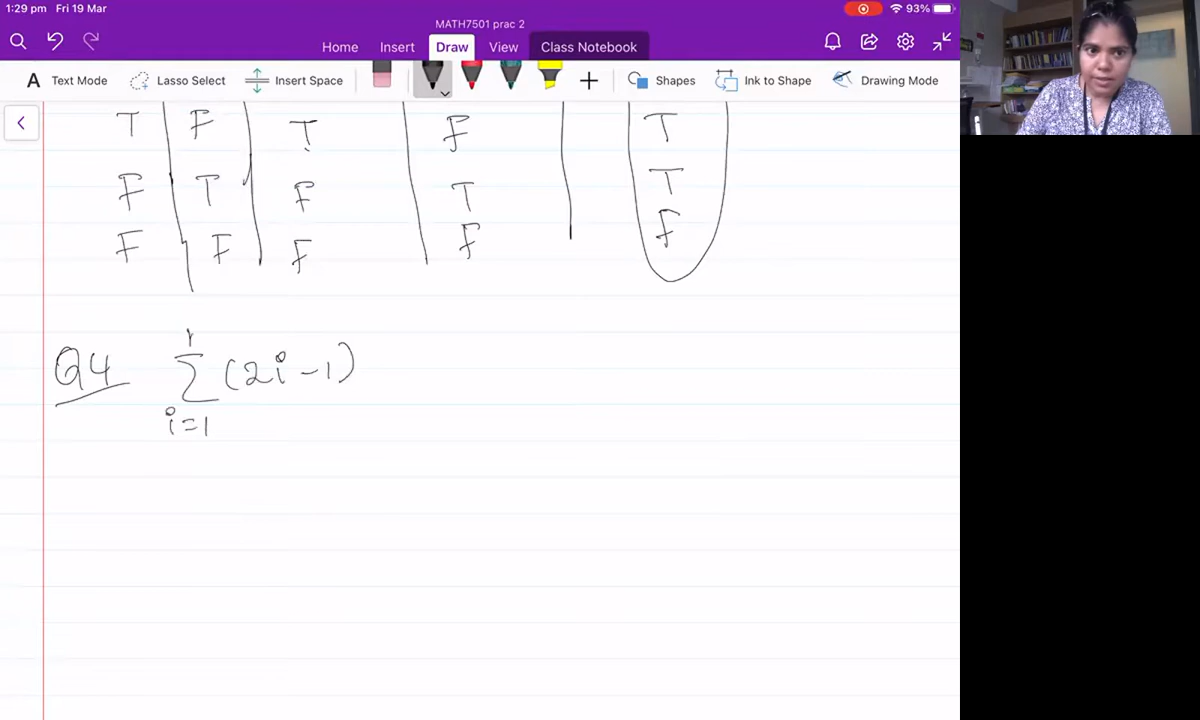 1:29 pm Fri 19 Mar
93%
MATH7501 prac 2
Home Insert Draw View Class Notebook
A Text Mode Lasso Select Insert Space Shapes Ink to Shape Drawing Mode
T F T F T
F T F T T
F F F F F
Q4 Σ (2i-1)
i=1